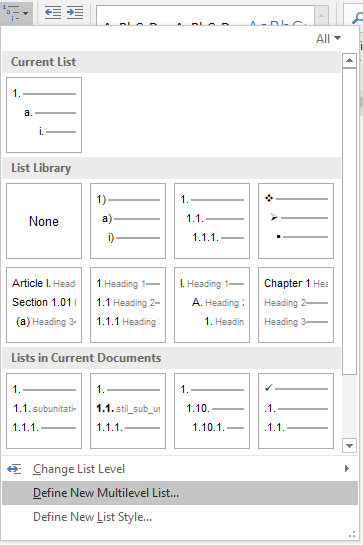 All
Current List
1.
a.
i.
List Library
None
1)
a)
i)
1.
1.1.
1.1.1.
Article I. Head
Section 1.01
(a) Heading 3
1 Heading 1
1.1 Heading 2
1.1.1 Heading
I. Heading 1
A. Heading
1. Headin
Chapter 1 Hea
Heading 2
Heading 3
Lists in Current Documents
1.
1.1. subunitati
1.1.1.
1.
1.1. stil_sub_u
1.1.1.
1.
1.10.
1.10.1.
.1.
.1.1.
Change List Level
Define New Multilevel List...
Define New List Style...